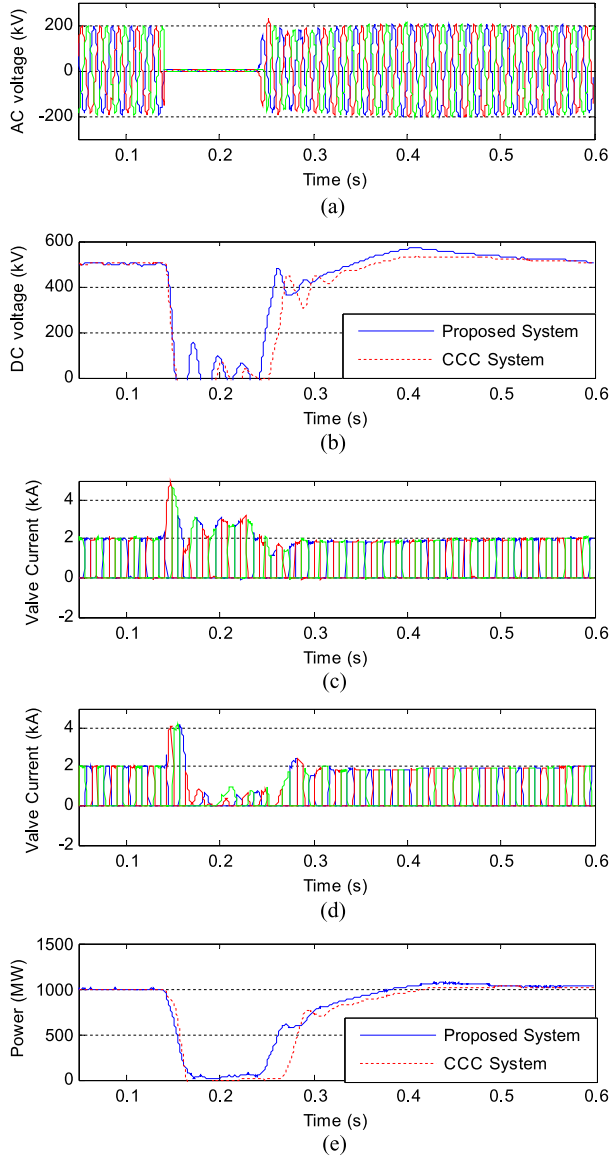 AC voltage (kV)
200
0
-200
0.1 0.2 0.3 0.4 0.5 0.6
Time (s)
(a)
DC voltage (kV)
600
400
200
0
Proposed System
CCC System
0.1 0.2 0.3 0.4 0.5 0.6
Time (s)
(b)
Valve Current (kA)
4
2
0
-2
0.1 0.2 0.3 0.4 0.5 0.6
Time (s)
(c)
Valve Current (kA)
4
2
0
-2
0.1 0.2 0.3 0.4 0.5 0.6
Time (s)
(d)
Power (MW)
1500
1000
500
0
Proposed System
CCC System
0.1 0.2 0.3 0.4 0.5 0.6
Time (s)
(e)